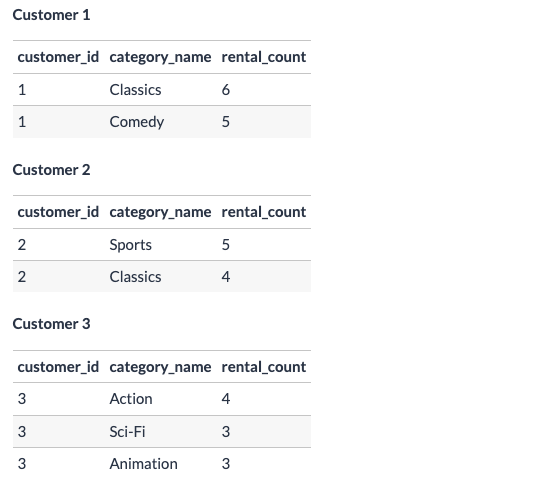 Customer 1
customer_id category_name rental_count
1 Classics 6
1 Comedy 5
Customer 2
customer_id category_name rental_count
2 Sports 5
2 Classics 4
Customer 3
customer_id category_name rental_count
3 Action 4
3 Sci-Fi 3
3 Animation 3